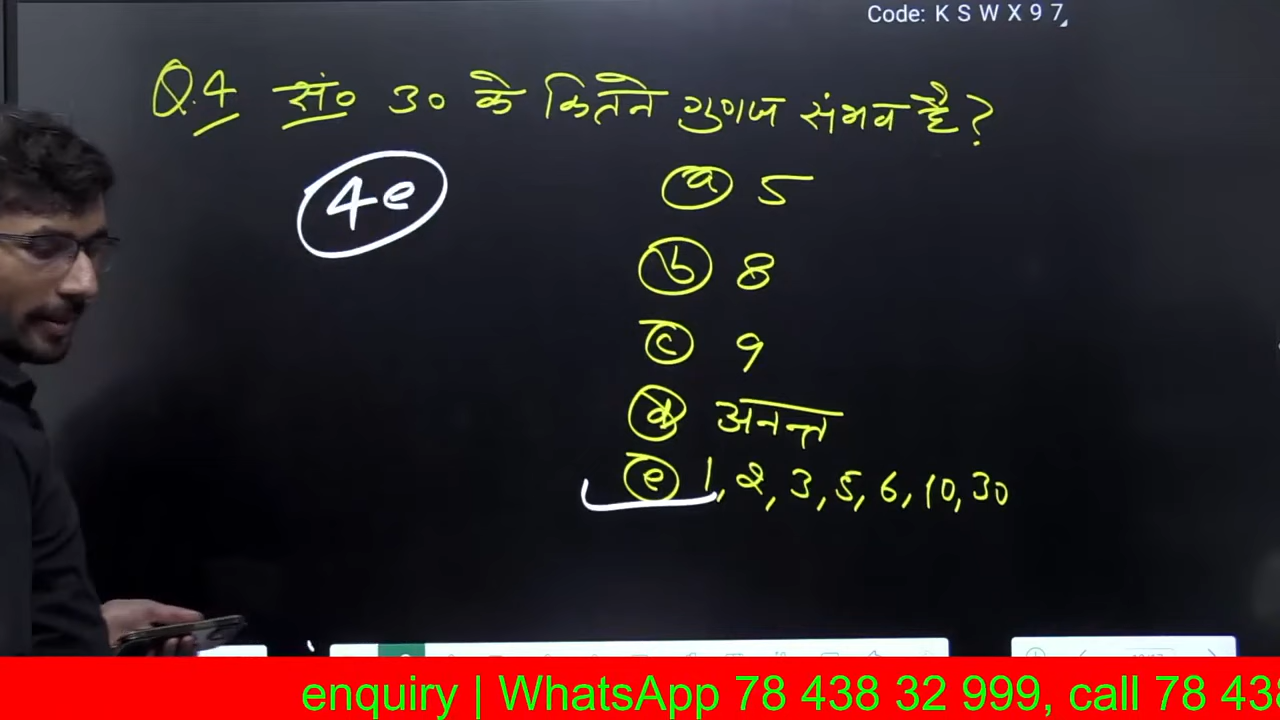 Code: K S W X 9 7
Q.4 सं० 30 के कितने गुणज संभव है?
4e
a 5
b 8
c 9
d अनन्त
e 1, 2, 3, 5, 6, 10, 30
enquiry | WhatsApp 78 438 32 999, call 78 438